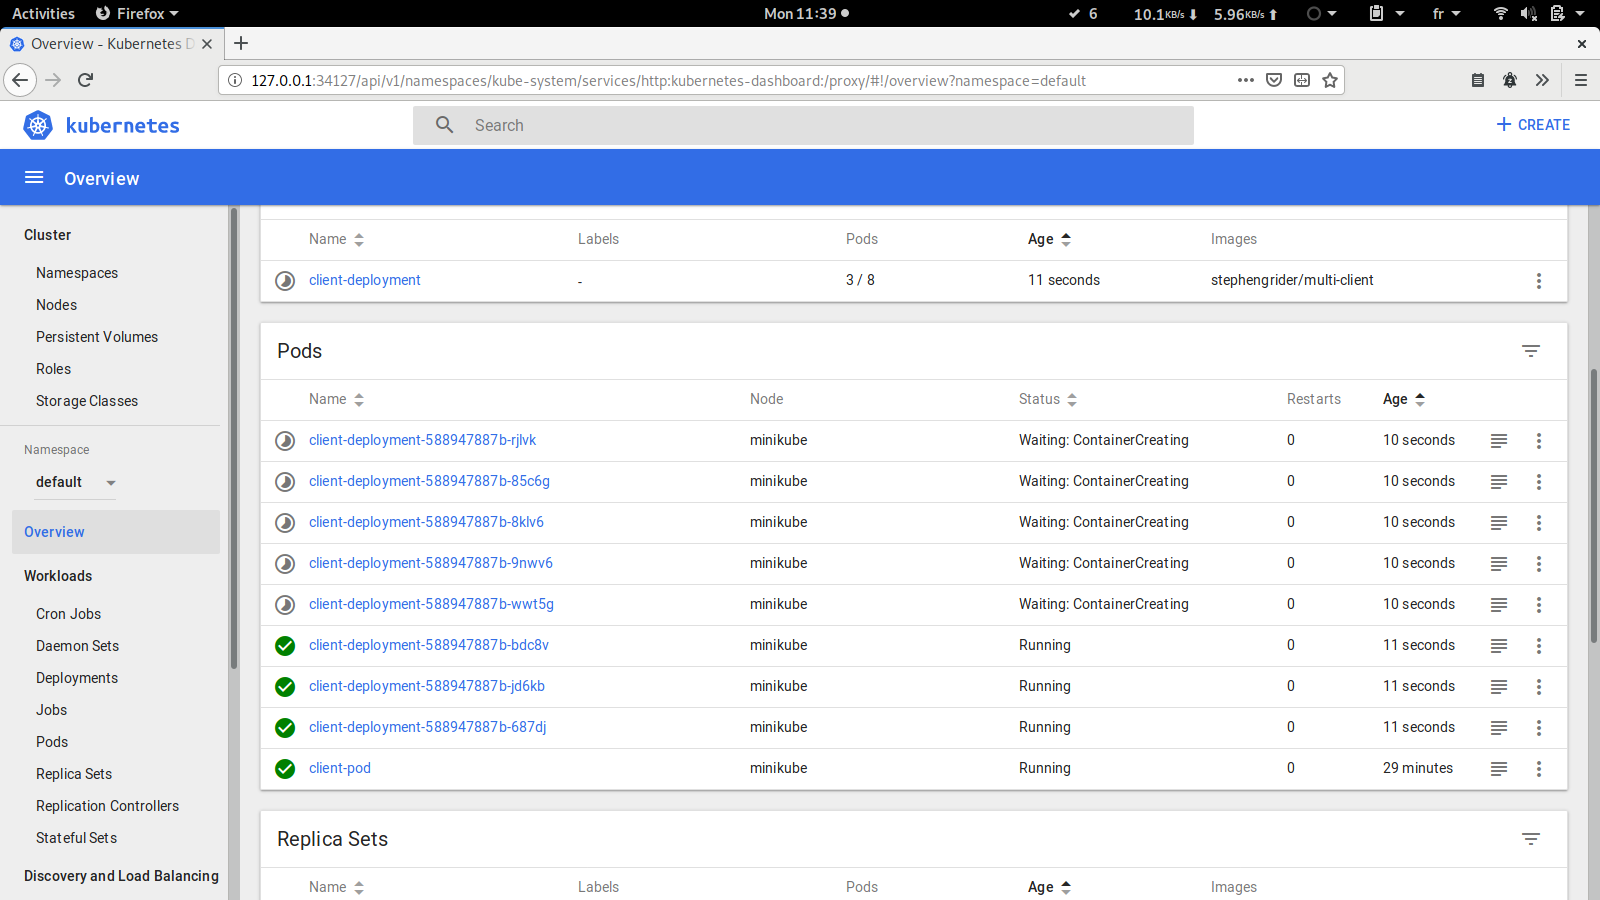 Activities Firefox Mon 11:39 6 10.1KB/s 5.96KB/s fr
Overview - Kubernetes D
127.0.0.1:34127/api/v1/namespaces/kube-system/services/http:kubernetes-dashboard:/proxy/#!/overview?namespace=default
kubernetes Search CREATE
Overview
Cluster
Namespaces
Nodes
Persistent Volumes
Roles
Storage Classes
Namespace
default
Overview
Workloads
Cron Jobs
Daemon Sets
Deployments
Jobs
Pods
Replica Sets
Replication Controllers
Stateful Sets
Discovery and Load Balancing
Name Labels Pods Age Images
client-deployment - 3 / 8 11 seconds stephengrider/multi-client
Pods
Name Node Status Restarts Age
client-deployment-588947887b-rjlvk minikube Waiting: ContainerCreating 0 10 seconds
client-deployment-588947887b-85c6g minikube Waiting: ContainerCreating 0 10 seconds
client-deployment-588947887b-8klv6 minikube Waiting: ContainerCreating 0 10 seconds
client-deployment-588947887b-9nwv6 minikube Waiting: ContainerCreating 0 10 seconds
client-deployment-588947887b-wwt5g minikube Waiting: ContainerCreating 0 10 seconds
client-deployment-588947887b-bdc8v minikube Running 0 11 seconds
client-deployment-588947887b-jd6kb minikube Running 0 11 seconds
client-deployment-588947887b-687dj minikube Running 0 11 seconds
client-pod minikube Running 0 29 minutes
Replica Sets
Name Labels Pods Age Images